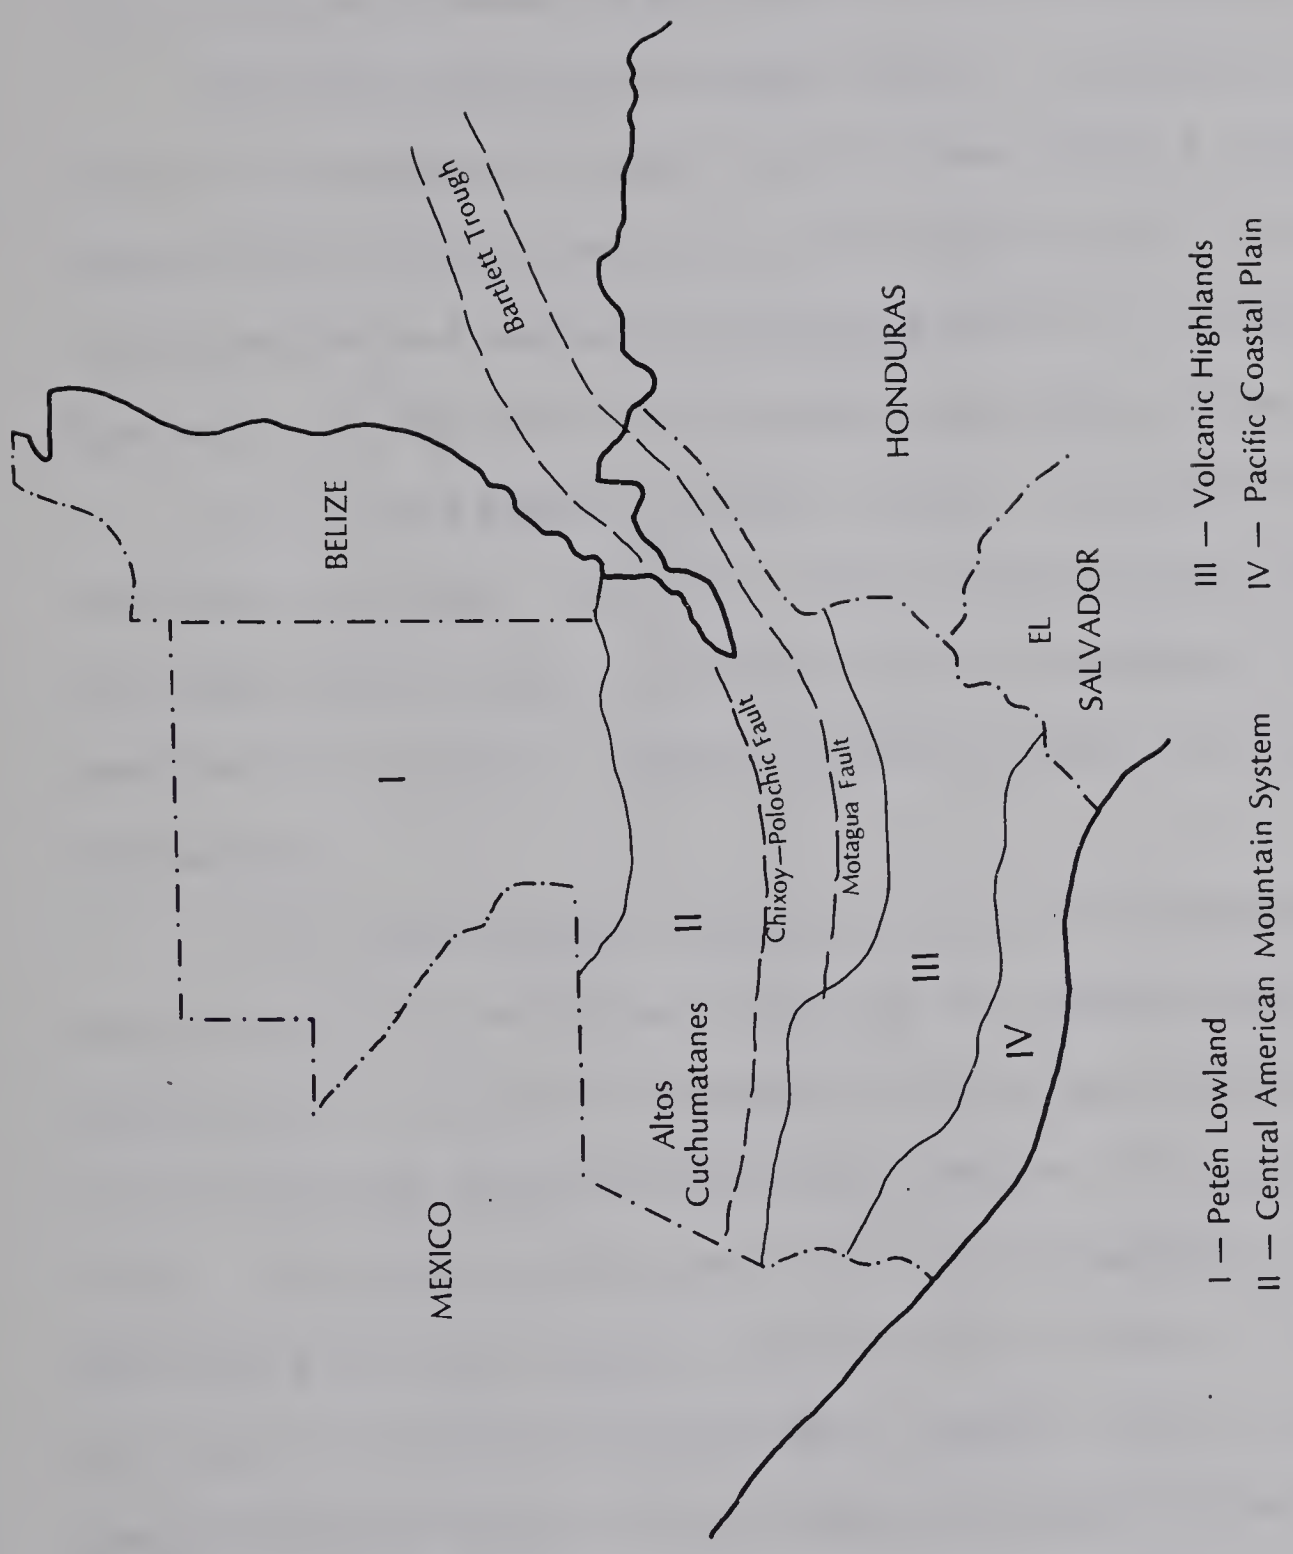 MEXICO
BELIZE
I
Bartlett Trough
Altos
Cuchumatanes
II
Chixoy—Polochic Fault
Motagua Fault
HONDURAS
III
IV
EL
SALVADOR
I — Petén Lowland
II — Central American Mountain System
III — Volcanic Highlands
IV — Pacific Coastal Plain